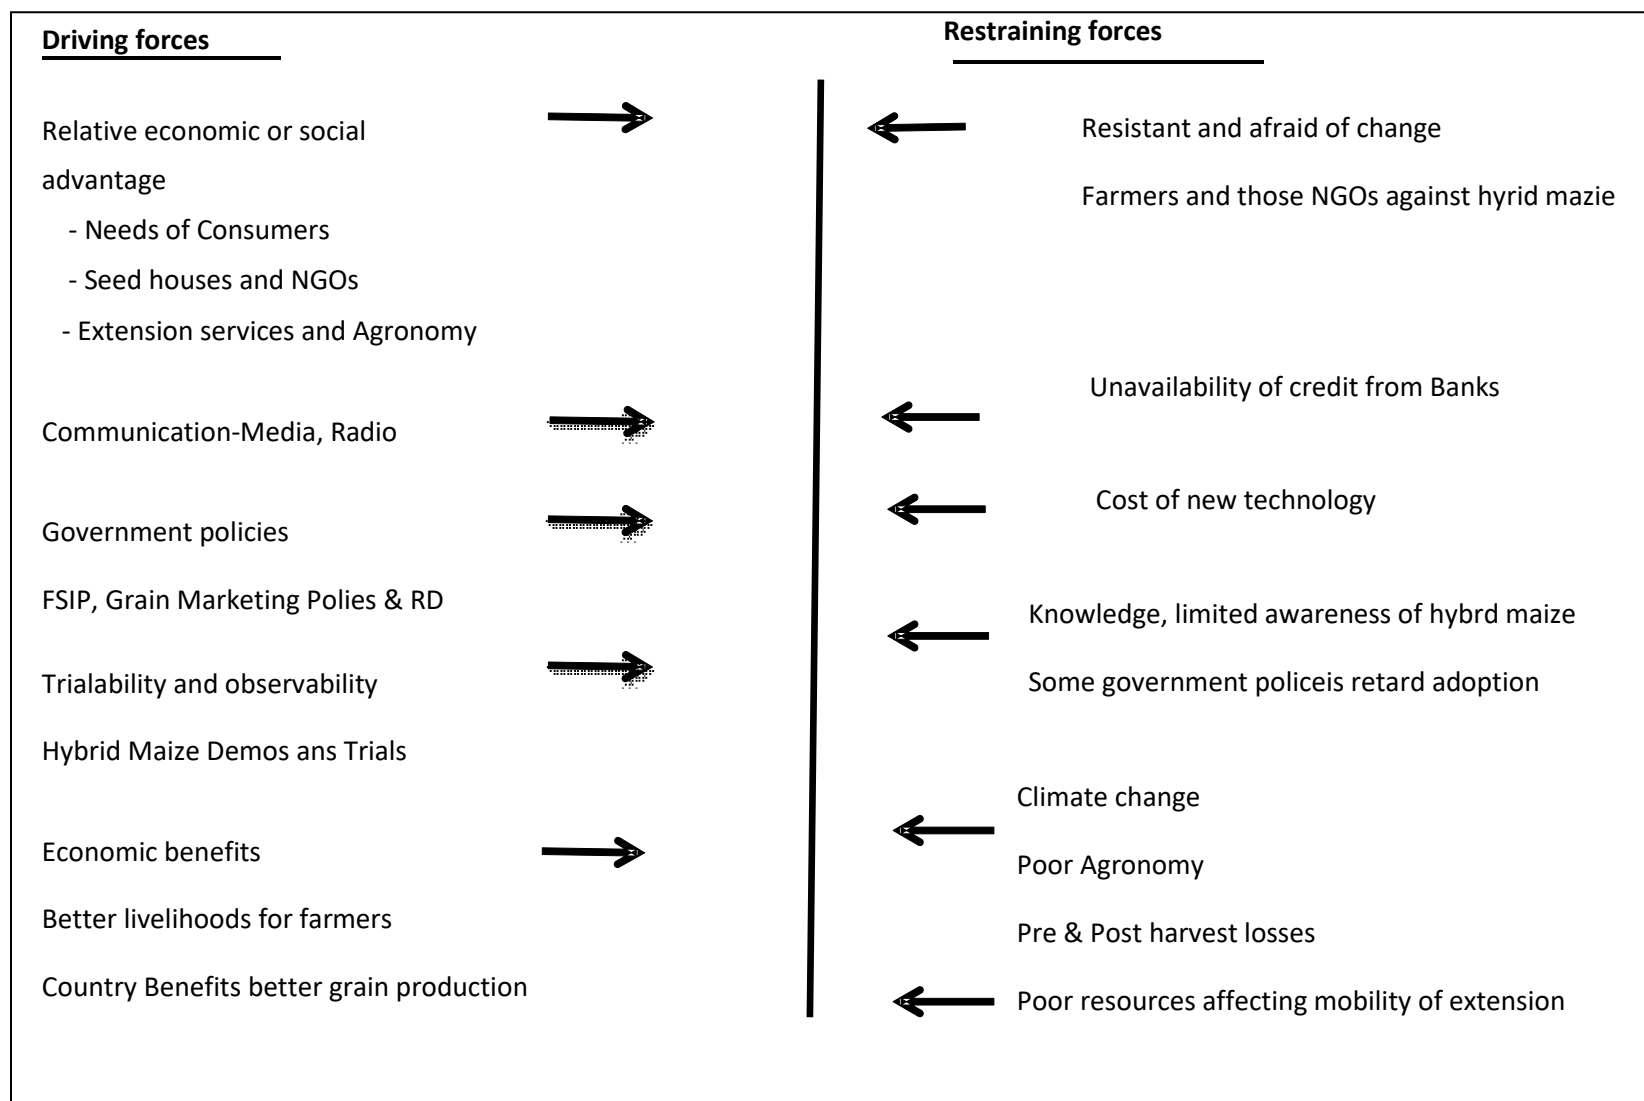 Driving forces
Relative economic or social
advantage
- Needs of Consumers
- Seed houses and NGOs
- Extension services and Agronomy
Communication-Media, Radio
Government policies
FSIP, Grain Marketing Polies & RD
Trialability and observability
Hybrid Maize Demos ans Trials
Economic benefits
Better livelihoods for farmers
Country Benefits better grain production
Restraining forces
Resistant and afraid of change
Farmers and those NGOs against hyrid mazie
Unavailability of credit from Banks
Cost of new technology
Knowledge, limited awareness of hybrd maize
Some government policeis retard adoption
Climate change
Poor Agronomy
Pre & Post harvest losses
Poor resources affecting mobility of extension